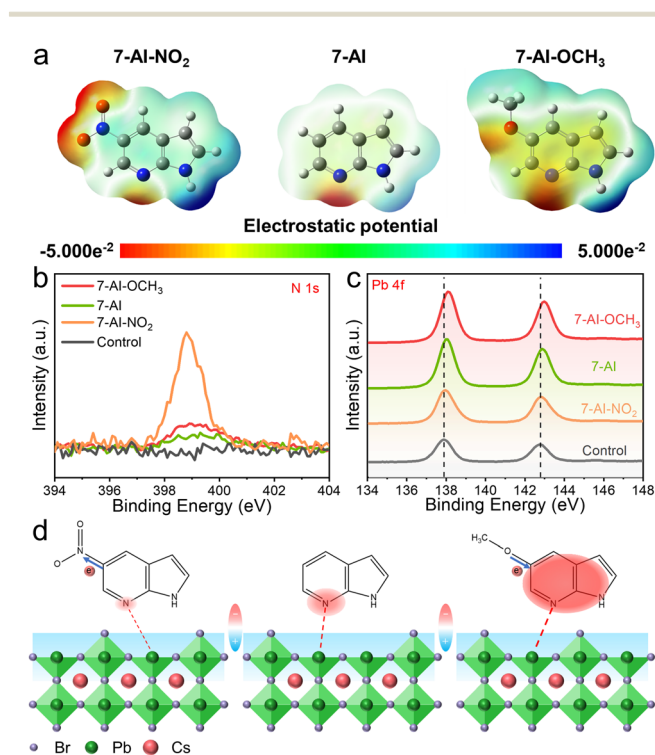 a
7-AI-NO₂ 7-AI 7-AI-OCH₃
Electrostatic potential
-5.000e⁻² 5.000e⁻²
b
7-AI-OCH₃
7-AI
7-AI-NO₂
Control
N 1s
Intensity (a.u.)
394 396 398 400 402 404
Binding Energy (eV)
c
Pb 4f
7-AI-OCH₃
7-AI
7-AI-NO₂
Control
Intensity (a.u.)
134 136 138 140 142 144 146 148
Binding Energy (eV)
d
O
N
O
e⁻
N
N
H
N
N
H
H₃C
O
e⁻
N
N
H
- +
- +
Br Pb Cs